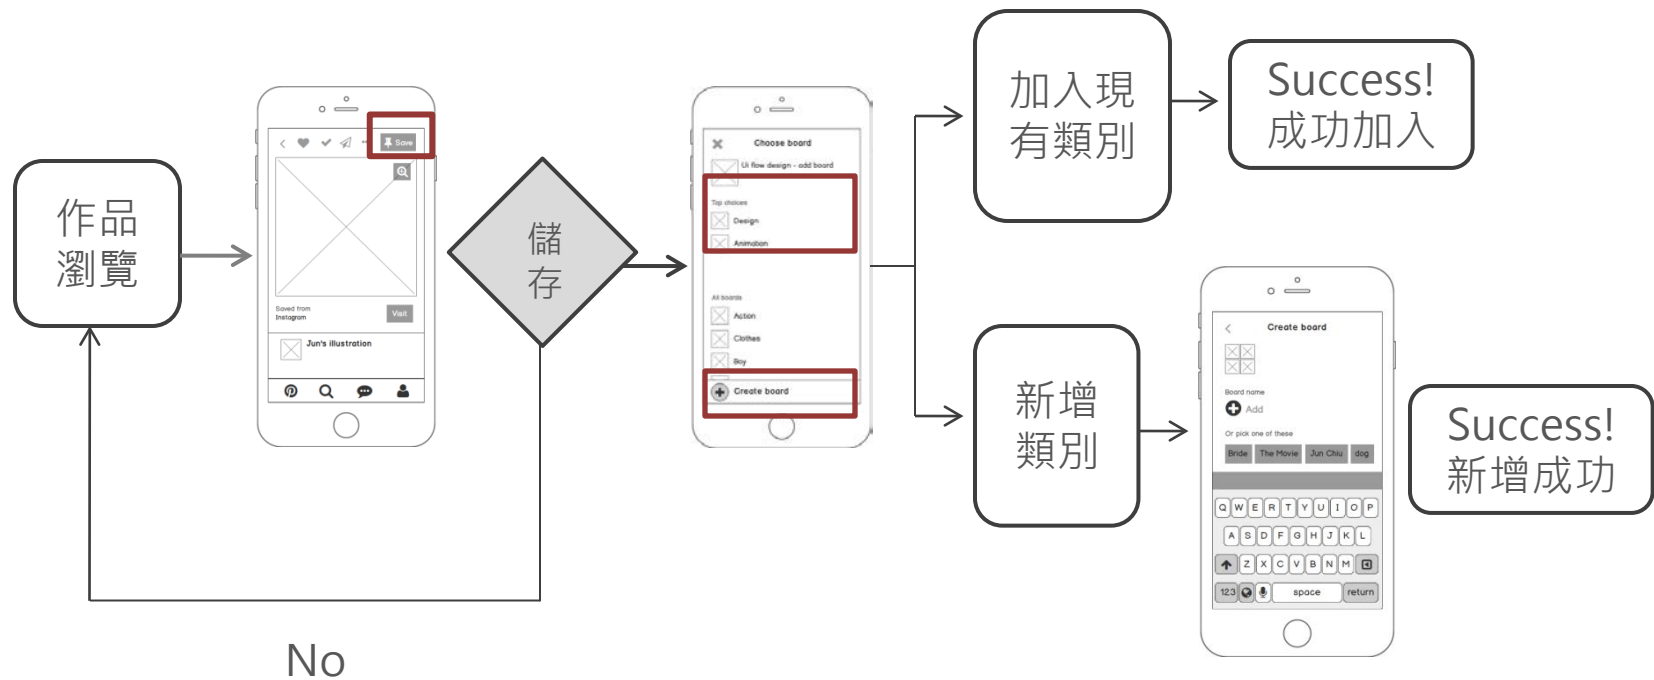 作品
瀏覽
Save
Saved from
Instagram
Visit
Jun's illustration
儲
存
No
Choose board
Ui flow design - add board
Top choices
Design
Animation
All boards
Action
Clothes
Boy
Create board
加入現
有類別
Success!
成功加入
新增
類別
Create board
Board name
Add
Or pick one of these
Bride The Movie Jun Chiu dog
Q W E R T Y U I O P
A S D F G H J K L
Z X C V B N M
123 space return
Success!
新增成功